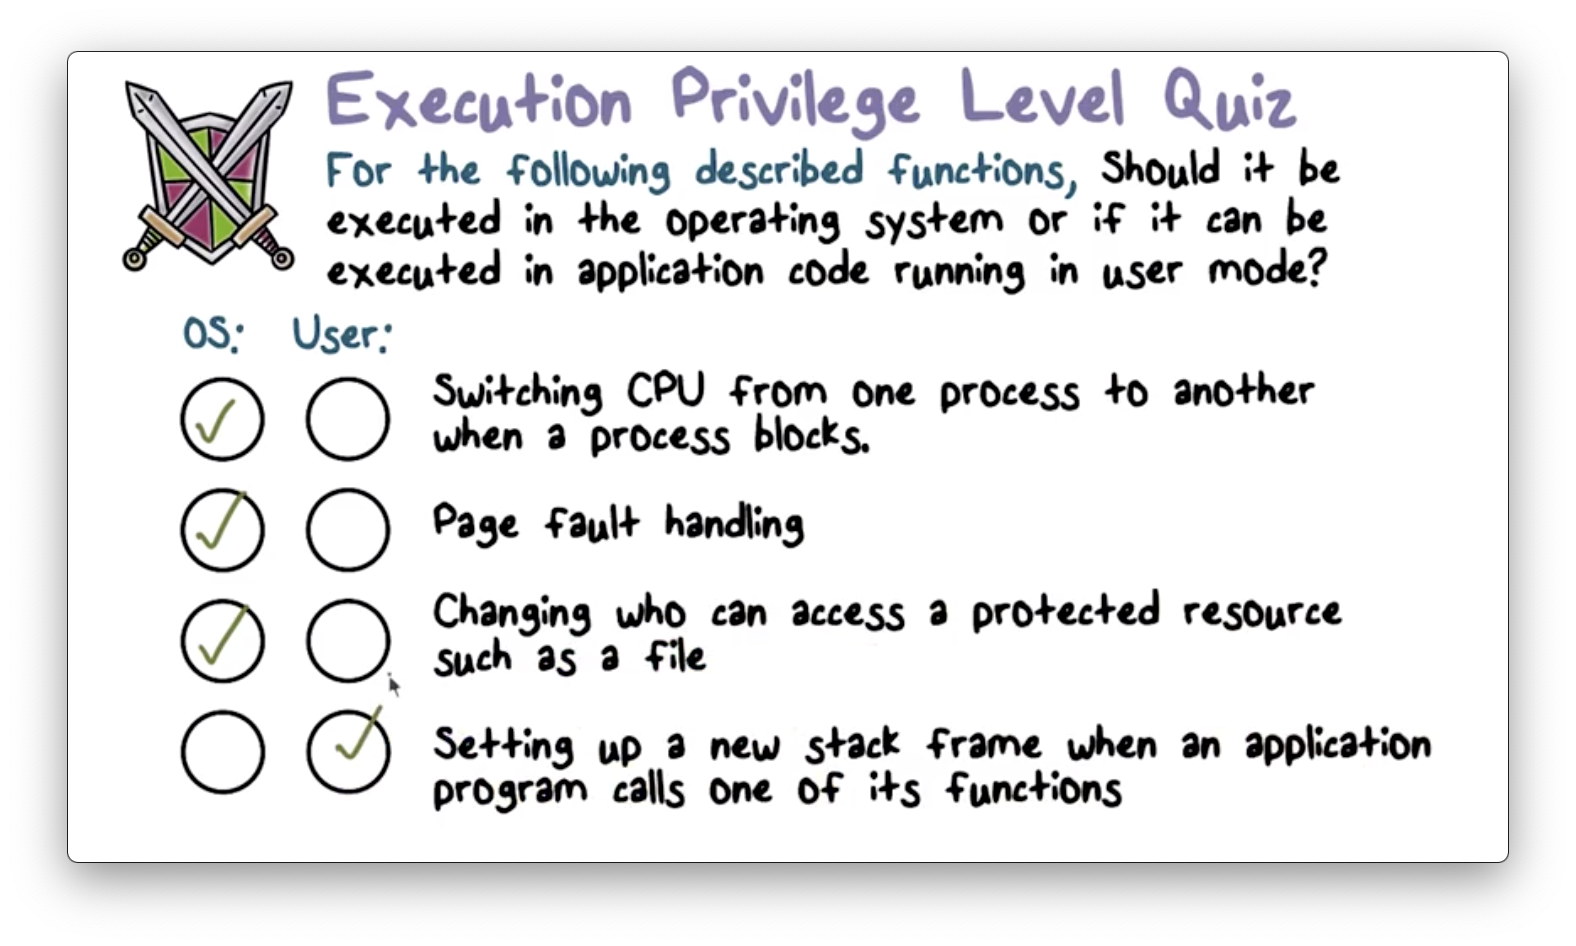 Execution Privilege Level Quiz
For the following described functions, Should it be
executed in the operating system or if it can be
executed in application code running in user mode?
OS: User:
Switching CPU from one process to another
when a process blocks.
Page fault handling
Changing who can access a protected resource
such as a file
Setting up a new stack frame when an application
program calls one of its functions